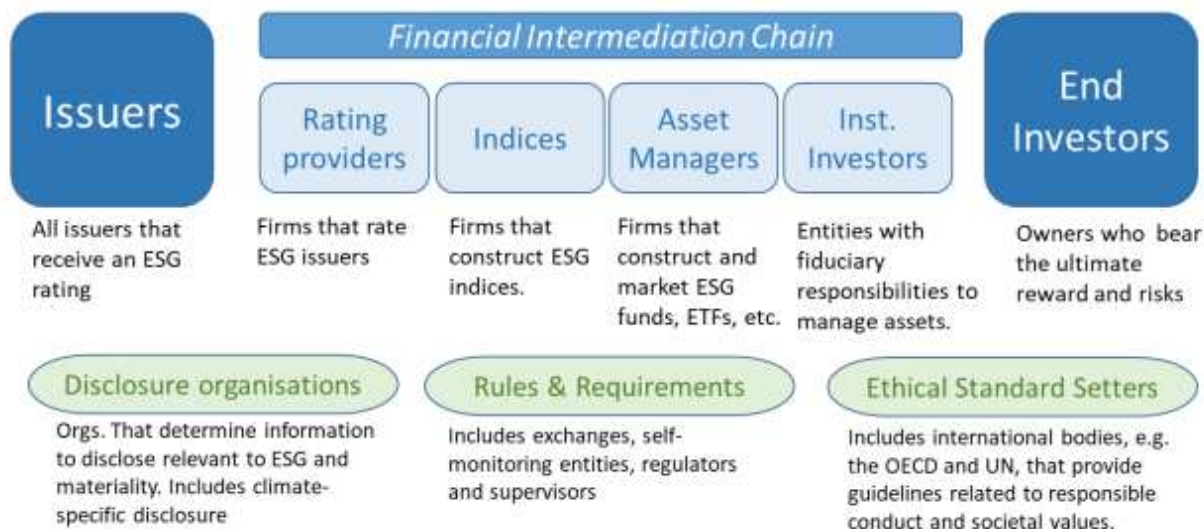 Financial Intermediation Chain
Issuers
Rating
providers
Indices
Asset
Managers
Inst.
Investors
End
Investors
All issuers that
receive an ESG
rating
Firms that rate
ESG issuers
Firms that
construct ESG
indices.
Firms that
construct and
market ESG
funds, ETFs, etc.
Entities with
fiduciary
responsibilities to
manage assets.
Owners who bear
the ultimate
reward and risks
Disclosure organisations
Orgs. That determine information
to disclose relevant to ESG and
materiality. Includes climate-
specific disclosure
Rules & Requirements
Includes exchanges, self-
monitoring entities, regulators
and supervisors
Ethical Standard Setters
Includes international bodies, e.g.
the OECD and UN, that provide
guidelines related to responsible
conduct and societal values.